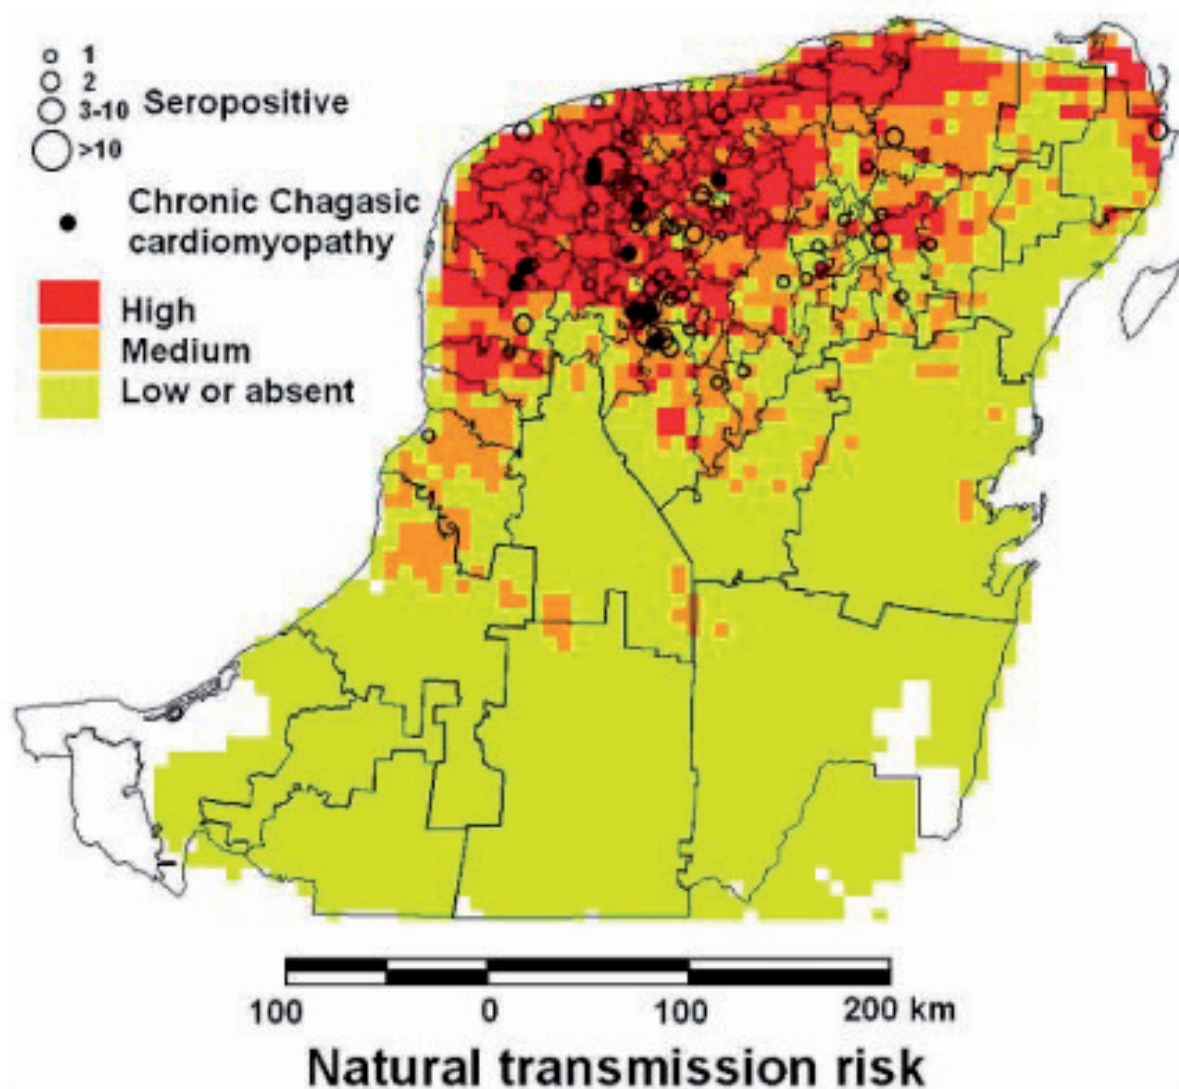 1
2
3-10
>10
Seropositive
Chronic Chagasic
cardiomyopathy
High
Medium
Low or absent
100 0 100 200 km
Natural transmission risk